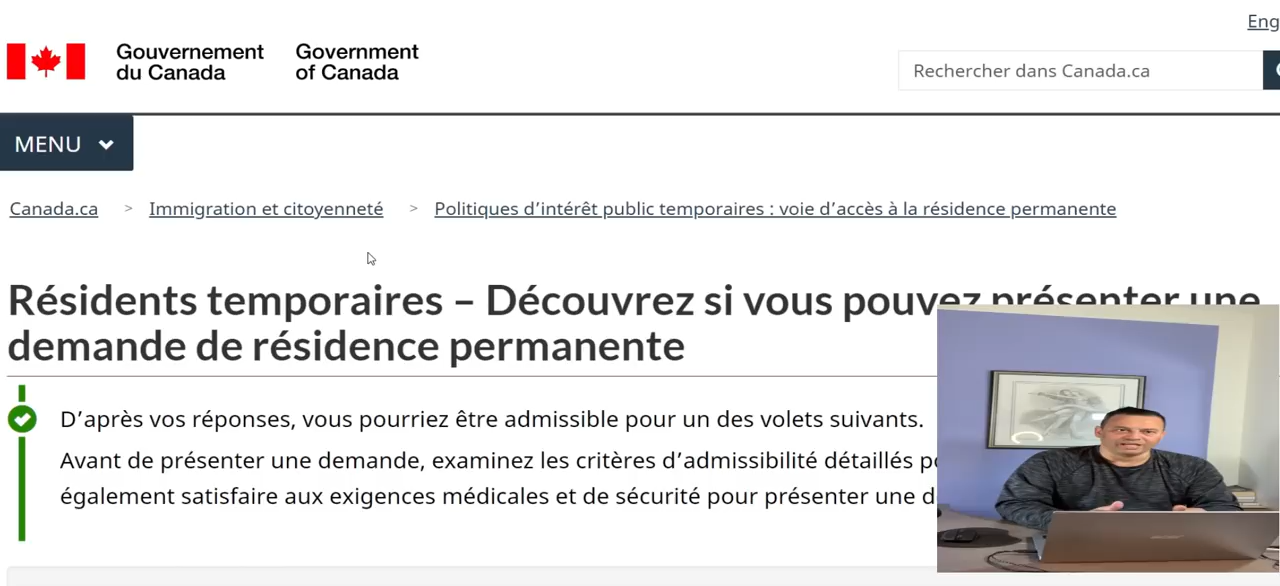 Eng
Gouvernement
du Canada
Government
of Canada
Rechercher dans Canada.ca
MENU
Canada.ca > Immigration et citoyenneté > Politiques d’intérêt public temporaires : voie d’accès à la résidence permanente
Résidents temporaires – Découvrez si vous pouvez présenter une
demande de résidence permanente
D’après vos réponses, vous pourriez être admissible pour un des volets suivants.
Avant de présenter une demande, examinez les critères d’admissibilité détaillés
également satisfaire aux exigences médicales et de sécurité pour présenter une